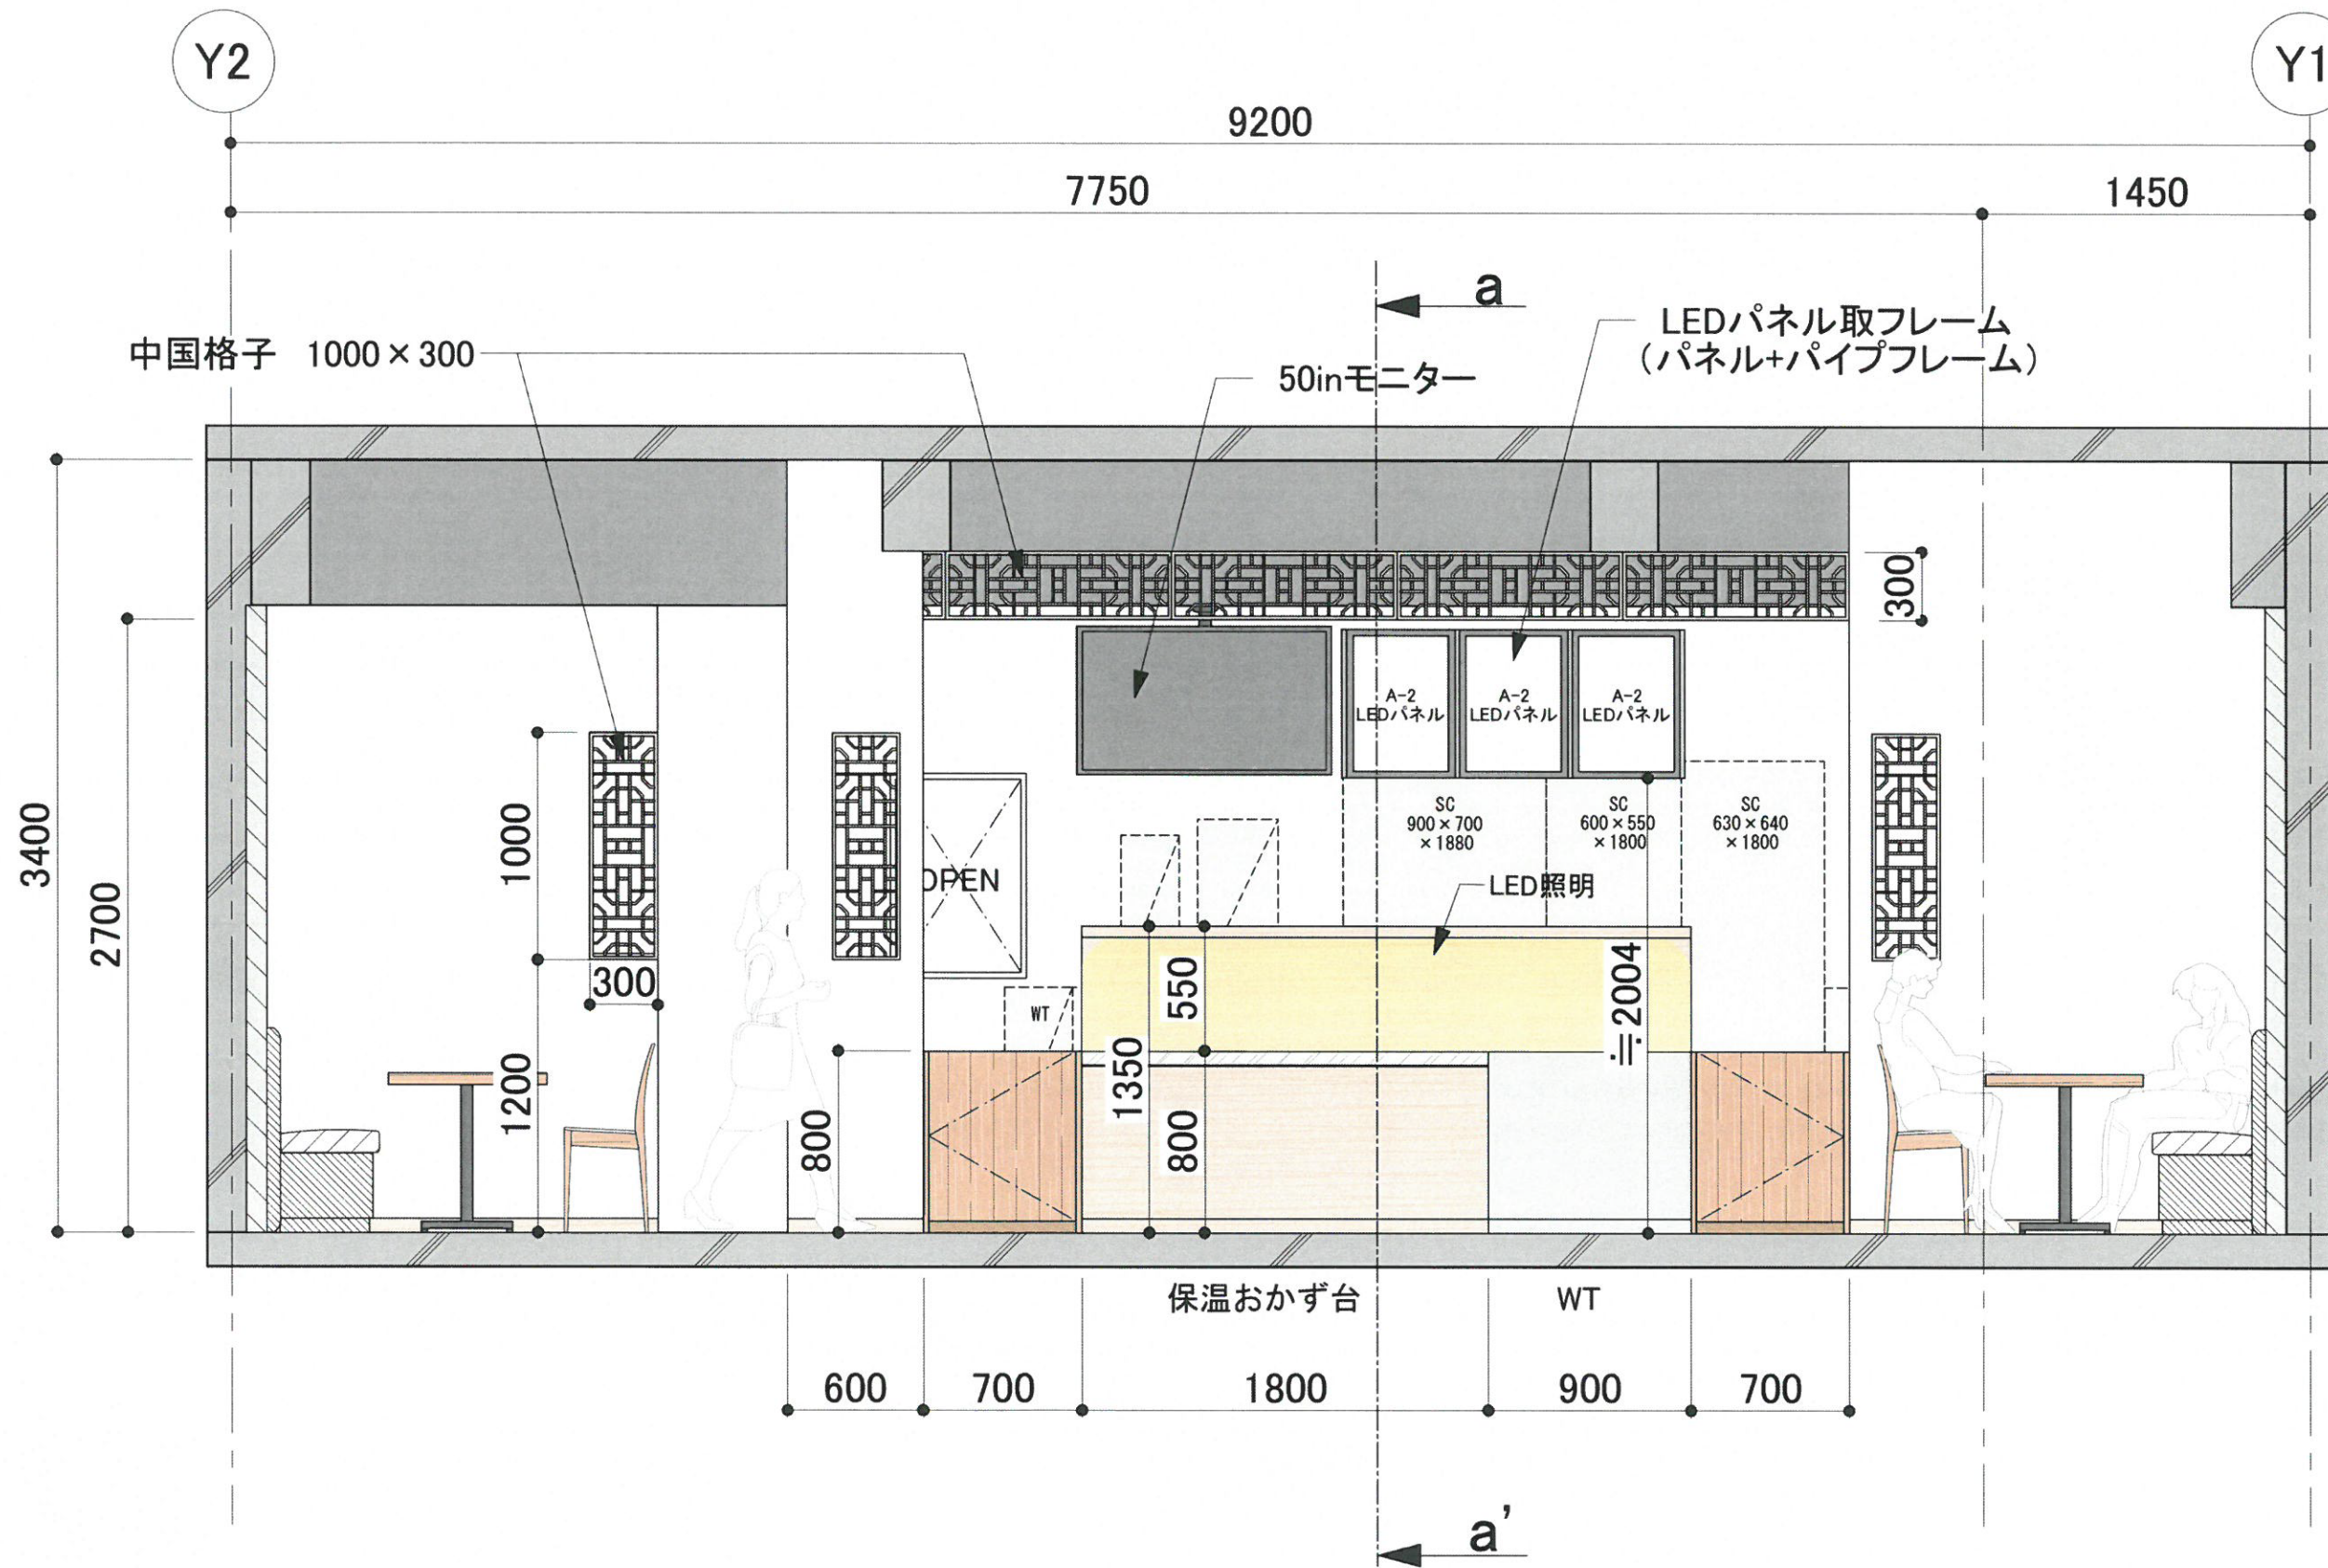 Y2
Y1
9200
7750
1450
a
LEDパネル取フレーム
（パネル+パイプフレーム）
中国格子 1000×300
50inモニター
300
A-2
LEDパネル
A-2
LEDパネル
A-2
LEDパネル
3400
2700
1000
SC
900×700
×1880
SC
600×550
×1800
SC
630×640
×1800
OPEN
LED照明
300
WT
550
≒2004
1200
800
1350
800
保温おかず台
WT
600
700
1800
900
700
a'